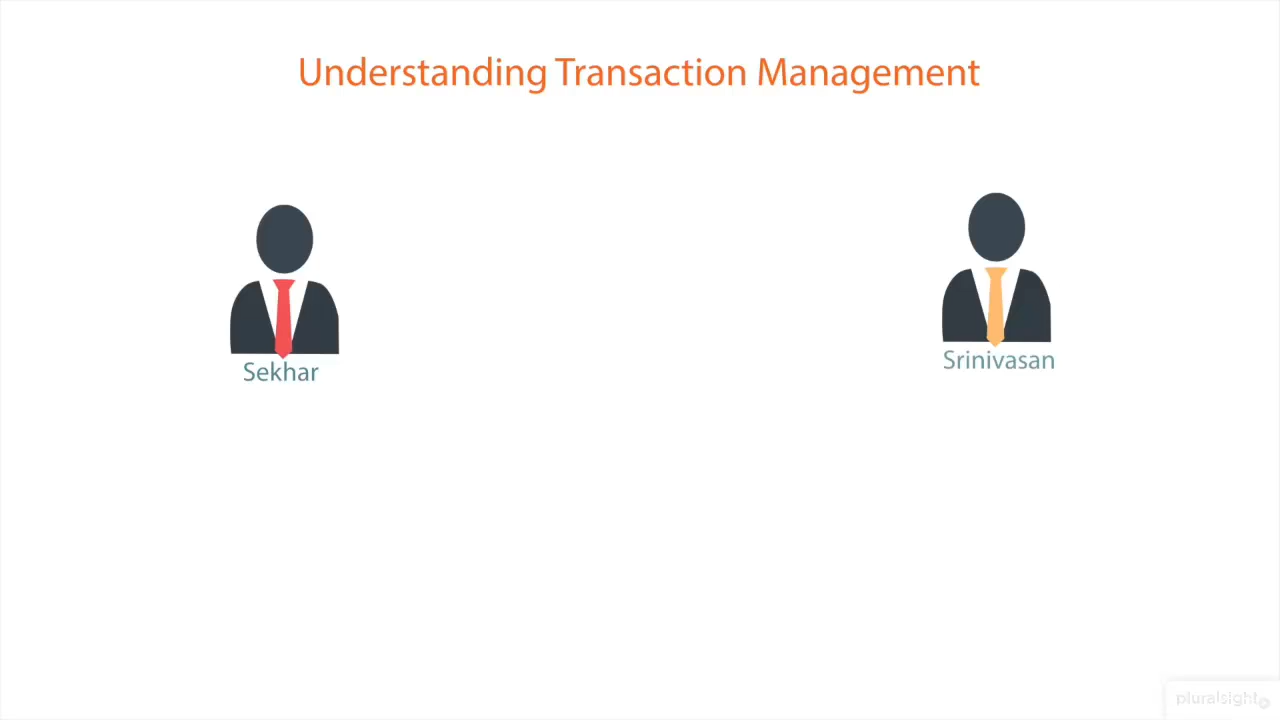 Understanding Transaction Management
Sekhar
Srinivasan
pluralsight